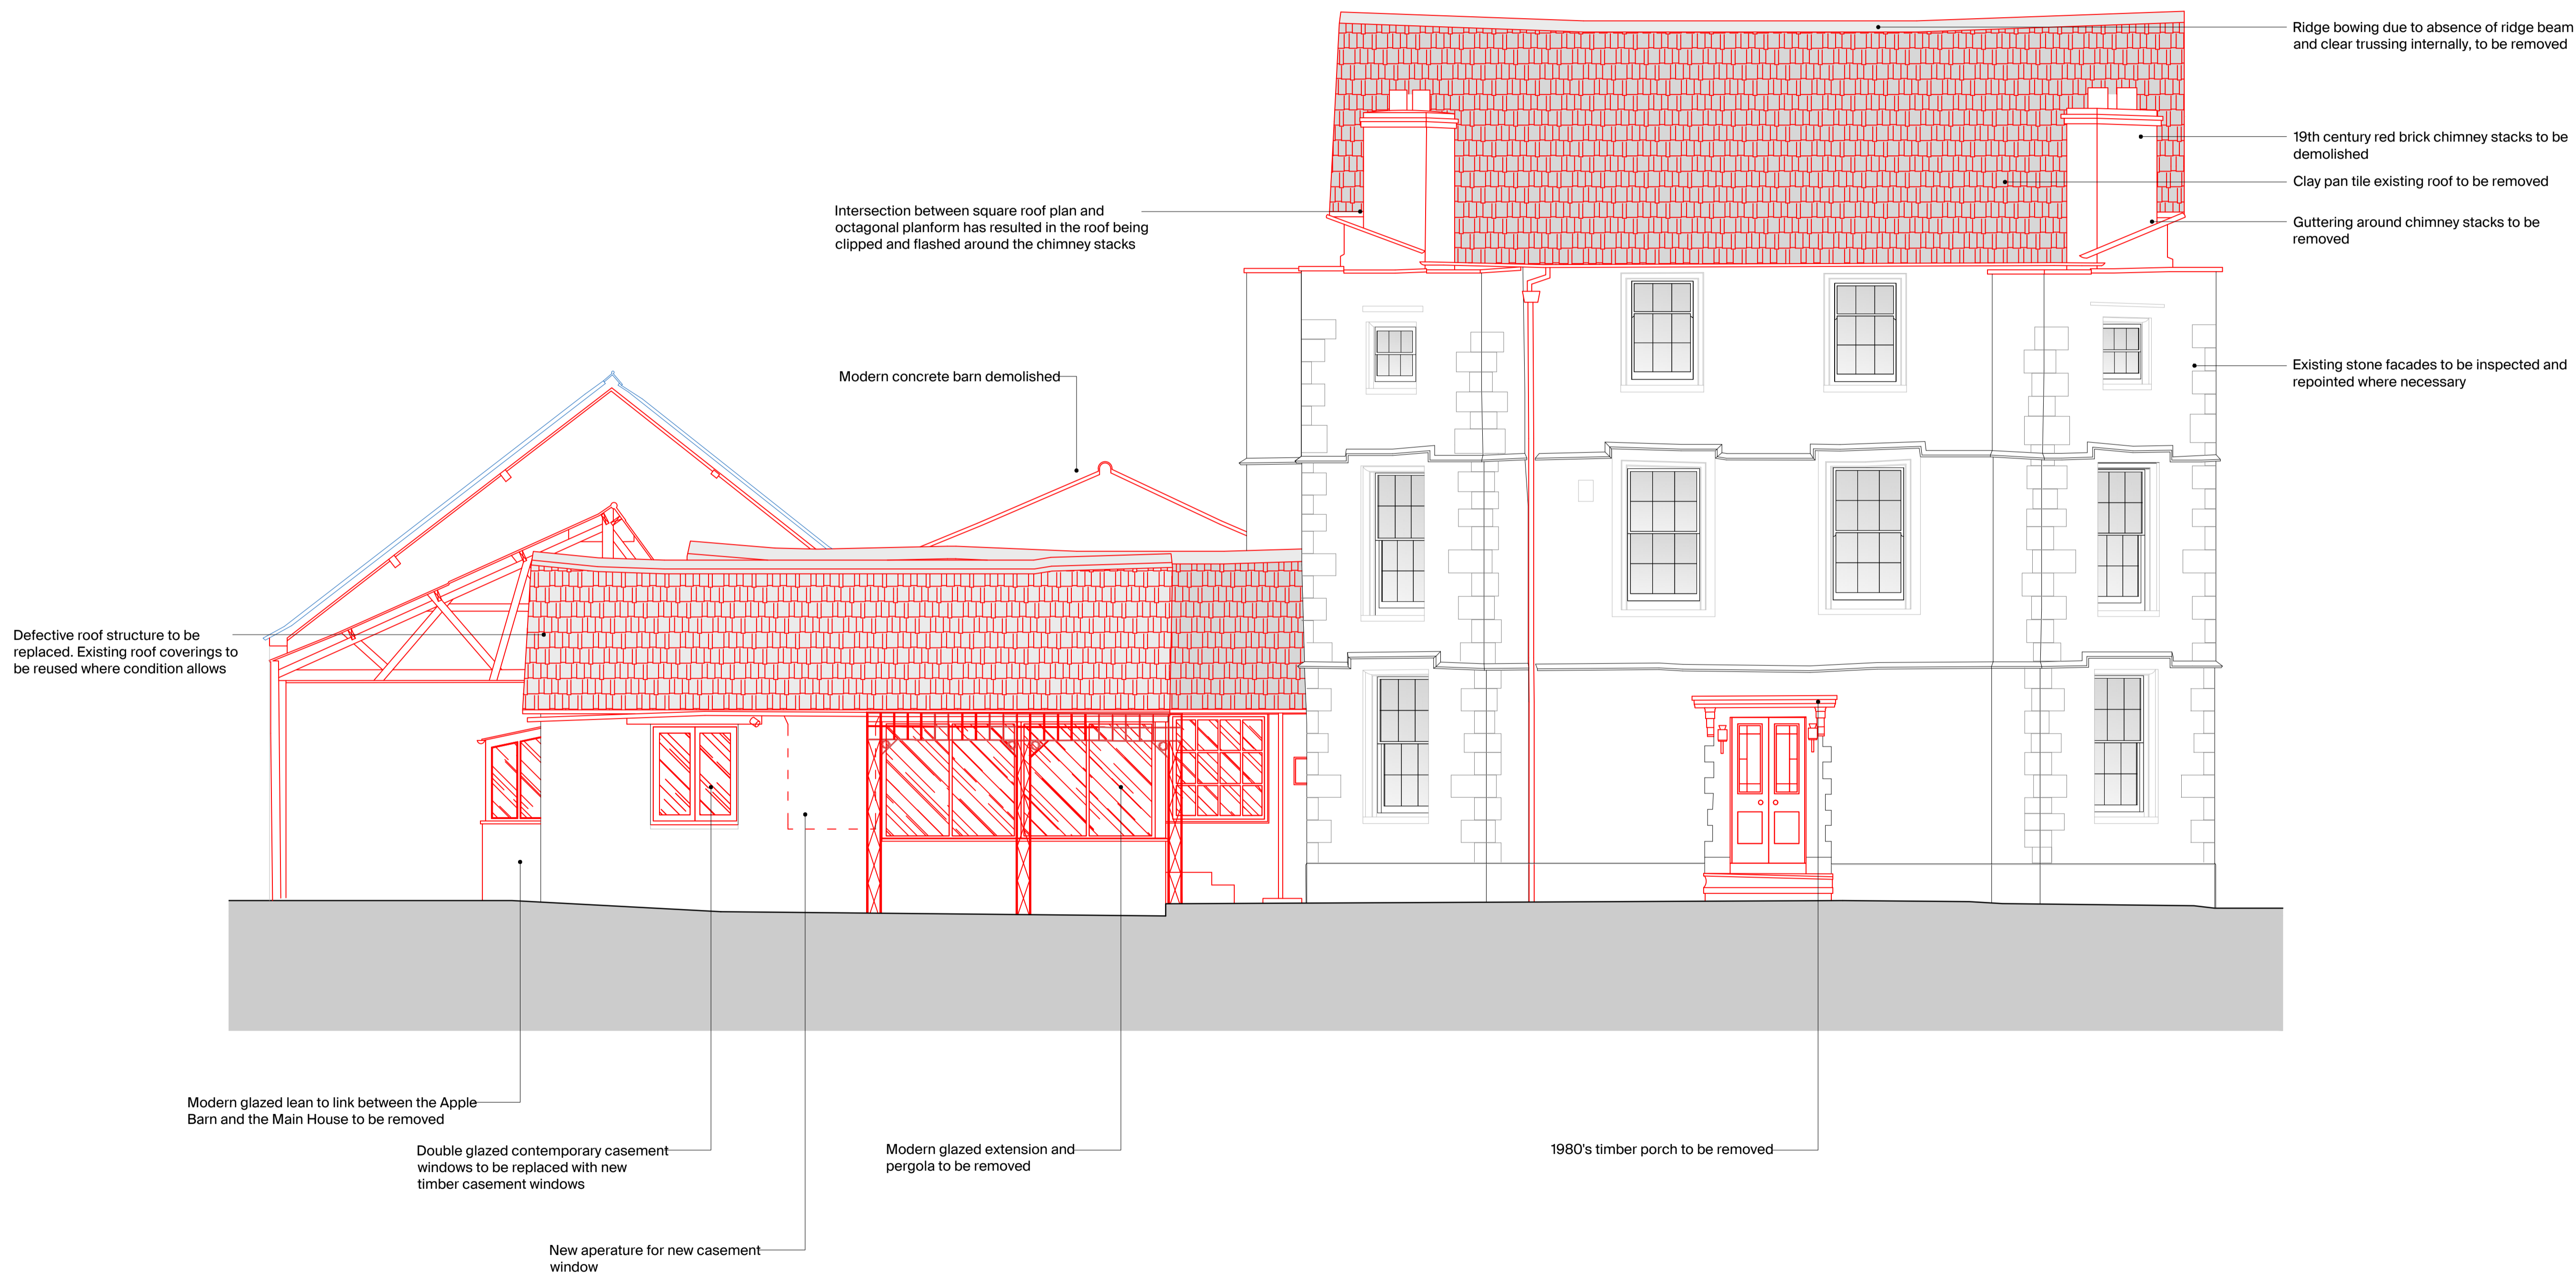 Ridge bowing due to absence of ridge beam
and clear trussing internally, to be removed
19th century red brick chimney stacks to be
demolished
Clay pan tile existing roof to be removed
Guttering around chimney stacks to be
removed
Intersection between square roof plan and
octagonal planform has resulted in the roof being
clipped and flashed around the chimney stacks
Existing stone facades to be inspected and
repointed where necessary
Modern concrete barn demolished
Defective roof structure to be
replaced. Existing roof coverings to
be reused where condition allows
Modern glazed lean to link between the Apple
Barn and the Main House to be removed
Double glazed contemporary casement
windows to be replaced with new
timber casement windows
Modern glazed extension and
pergola to be removed
1980's timber porch to be removed
New aperature for new casement
window